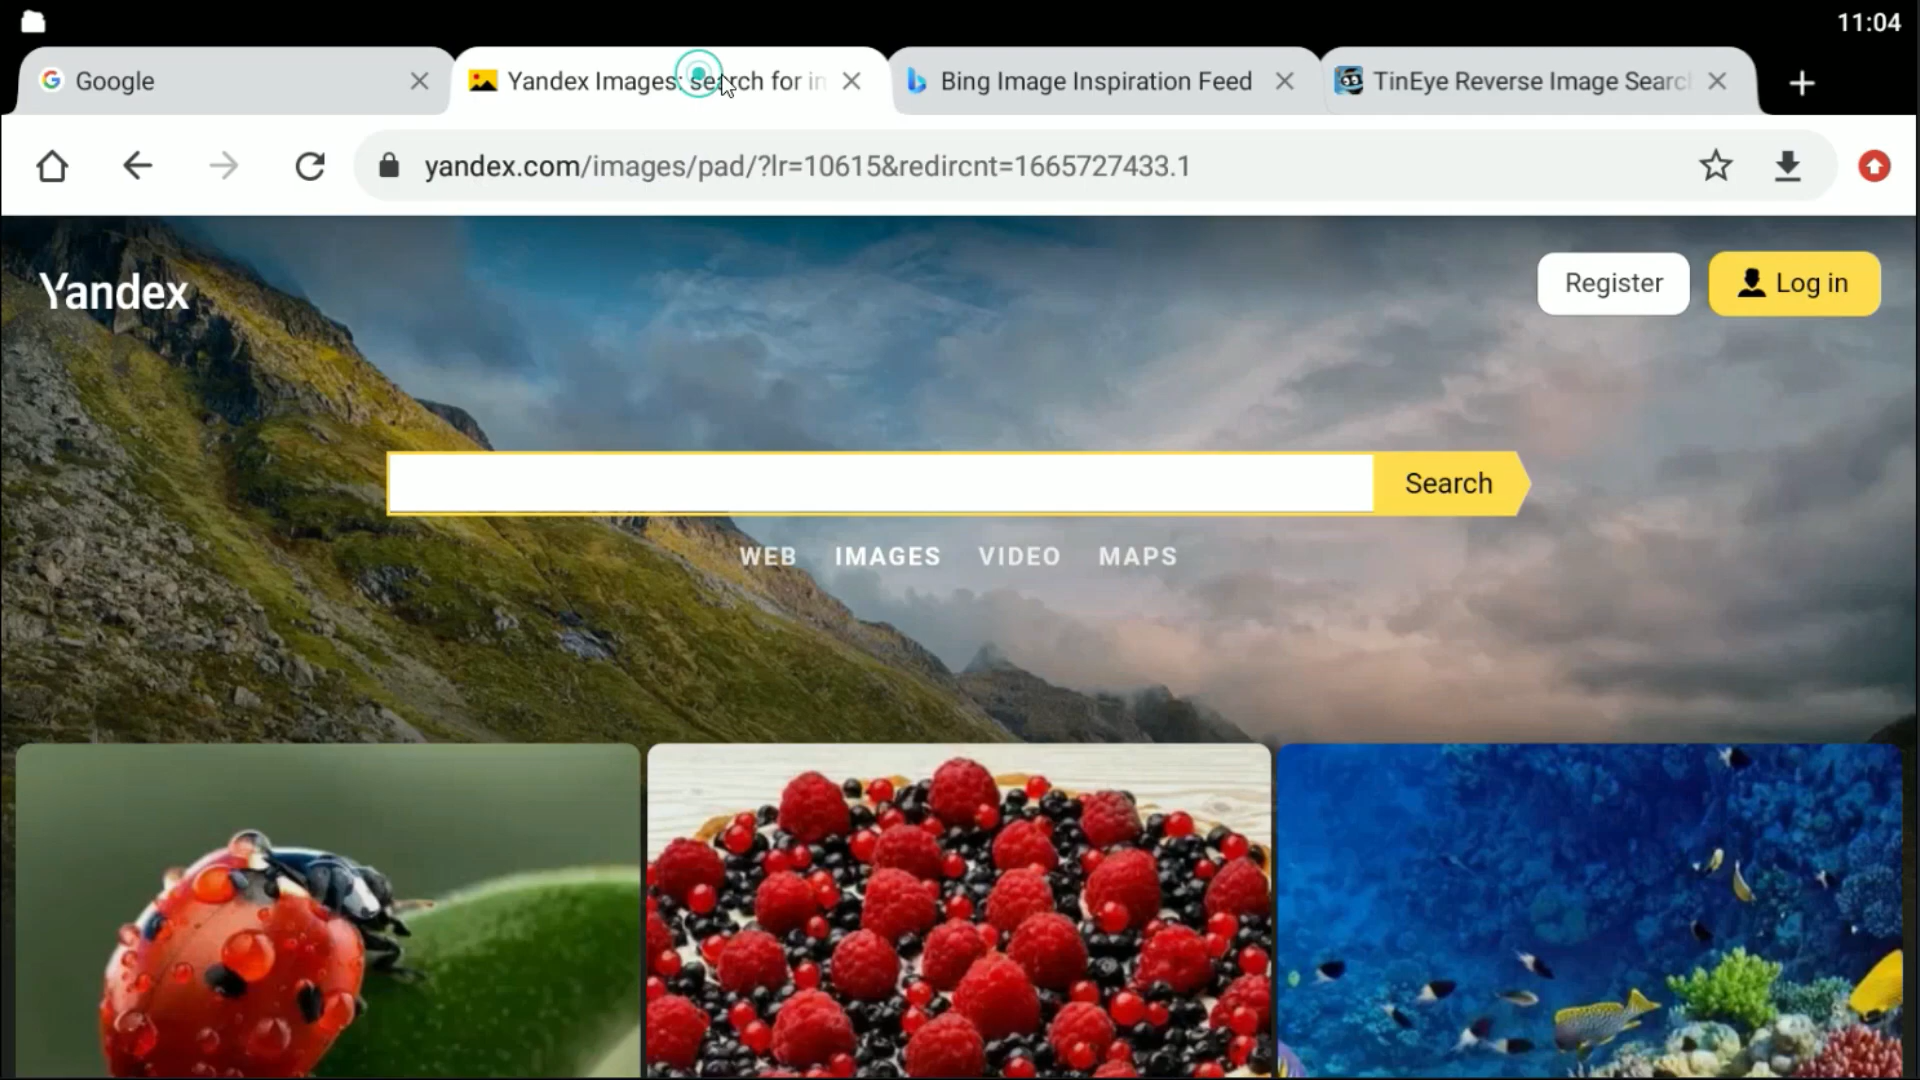 11:04
Google
Yandex Images: search for in
Bing Image Inspiration Feed
TinEye Reverse Image Searc
yandex.com/images/pad/?lr=10615&redircnt=1665727433.1
Yandex
Register
Log in
Search
WEB IMAGES VIDEO MAPS